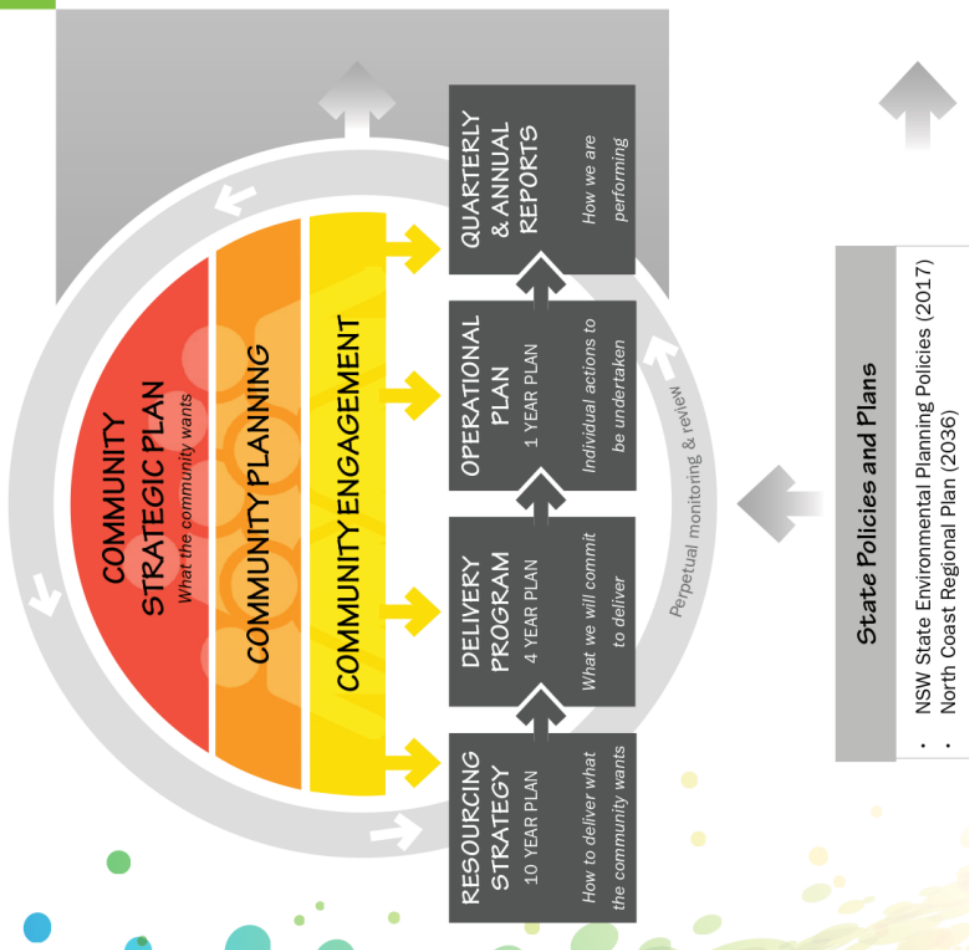 COMMUNITY
STRATEGIC PLAN
What the community wants
COMMUNITY PLANNING
COMMUNITY ENGAGEMENT
RESOURCING
STRATEGY
10 YEAR PLAN
How to deliver what
the community wants
DELIVERY
PROGRAM
4 YEAR PLAN
What we will commit
to deliver
OPERATIONAL
PLAN
1 YEAR PLAN
Individual actions to
be undertaken
QUARTERLY
& ANNUAL
REPORTS
How we are
performing
Perpetual monitoring & review
State Policies and Plans
• NSW State Environmental Planning Policies (2017)
• North Coast Regional Plan (2036)